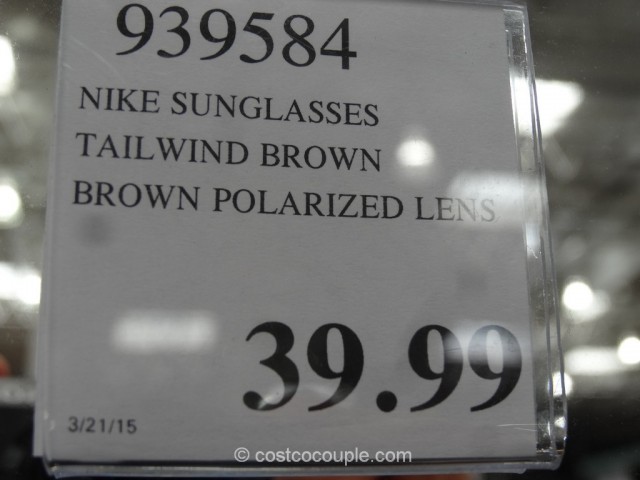 939584
NIKE SUNGLASSES
TAILWIND BROWN
BROWN POLARIZED LENS
39.99
3/21/15
© costcocouple.com